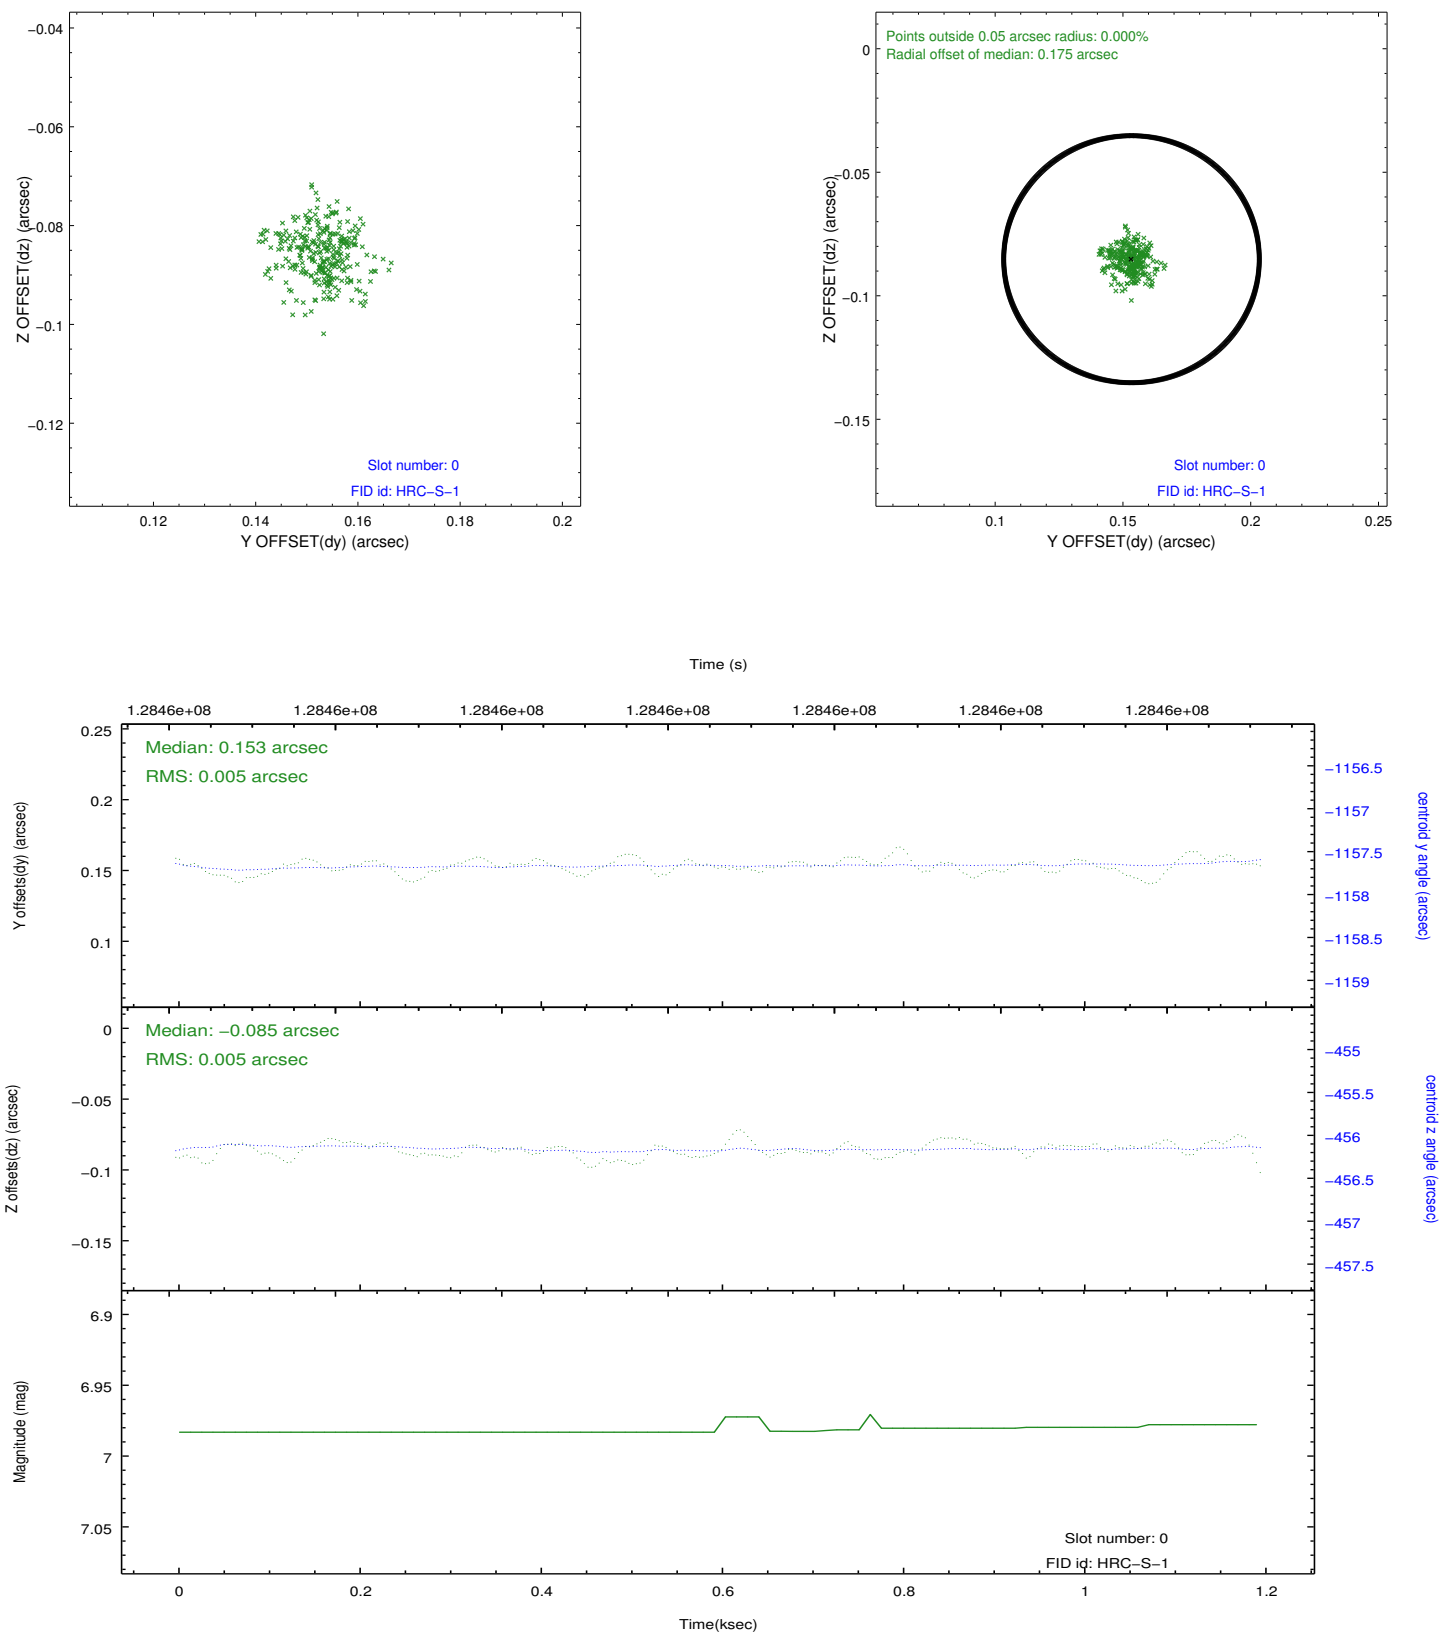 −0.04
−0.06
−0.08
−0.1
−0.12
Z OFFSET(dz) (arcsec)
Slot number: 0
FID id: HRC−S−1
0.12
0.14
0.16
0.18
0.2
Y OFFSET(dy) (arcsec)
Points outside 0.05 arcsec radius: 0.000%
Radial offset of median: 0.175 arcsec
0
−0.05
−0.1
−0.15
Z OFFSET(dz) (arcsec)
Slot number: 0
FID id: HRC−S−1
0.1
0.15
0.2
0.25
Y OFFSET(dy) (arcsec)
Time (s)
1.2846e+08
1.2846e+08
1.2846e+08
1.2846e+08
1.2846e+08
1.2846e+08
1.2846e+08
Median: 0.153 arcsec
RMS: 0.005 arcsec
0.25
0.2
0.15
0.1
Y offsets(dy) (arcsec)
−1156.5
−1157
−1157.5
−1158
−1158.5
−1159
centroid y angle (arcsec)
Median: −0.085 arcsec
RMS: 0.005 arcsec
0
−0.05
−0.1
−0.15
Z offsets(dz) (arcsec)
−455
−455.5
−456
−456.5
−457
−457.5
centroid z angle (arcsec)
6.9
6.95
7
7.05
Magnitude (mag)
Slot number: 0
FID id: HRC−S−1
0
0.2
0.4
0.6
0.8
1
1.2
Time(ksec)